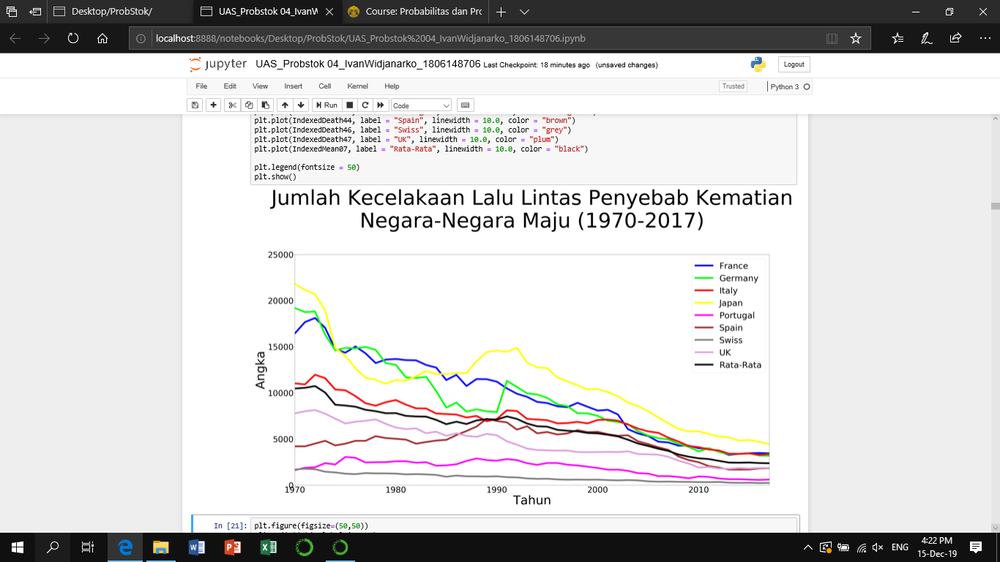 Desktop/ProbStok/
UAS_Probstok 04_IvanW
Course: Probabilitas dan Pro
localhost:8888/notebooks/Desktop/ProbStok/UAS_Probstok%2004_IvanWidjanarko_1806148706.ipynb
jupyter UAS_Probstok 04_IvanWidjanarko_1806148706 Last Checkpoint: 18 minutes ago (unsaved changes)
Logout
File Edit View Insert Cell Kernel Help
Trusted
Python 3
Run
Code
plt.plot(IndexedDeath44, label = "Spain", linewidth = 10.0, color = "brown")
plt.plot(IndexedDeath46, label = "Swiss", linewidth = 10.0, color = "grey")
plt.plot(IndexedDeath47, label = "UK", linewidth = 10.0, color = "plum")
plt.plot(IndexedMean07, label = "Rata-Rata", linewidth = 10.0, color = "black")
plt.legend(fontsize = 50)
plt.show()
Jumlah Kecelakaan Lalu Lintas Penyebab Kematian
Negara-Negara Maju (1970-2017)
25000
20000
15000
10000
5000
0
Angka
France
Germany
Italy
Japan
Portugal
Spain
Swiss
UK
Rata-Rata
1970 1980 1990 2000 2010
Tahun
In [21]: plt.figure(figsize=(50,50))
4:22 PM
ENG
15-Dec-19